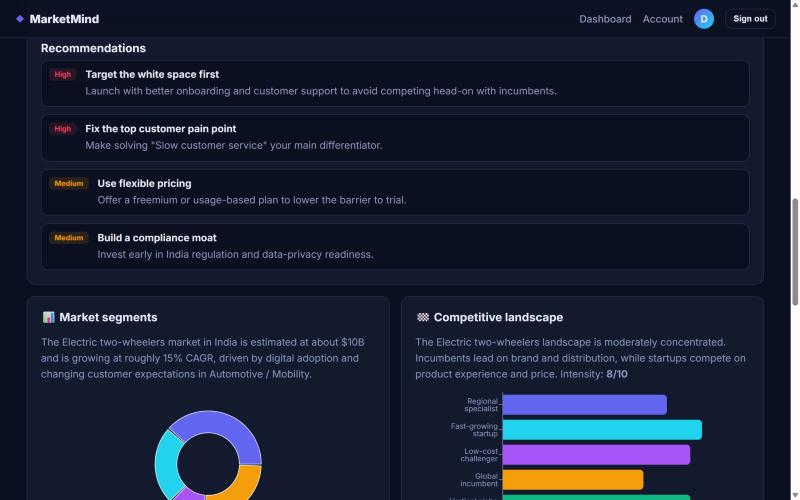 MarketMind
Dashboard Account D Sign out
Recommendations
High Target the white space first
Launch with better onboarding and customer support to avoid competing head-on with incumbents.
High Fix the top customer pain point
Make solving "Slow customer service" your main differentiator.
Medium Use flexible pricing
Offer a freemium or usage-based plan to lower the barrier to trial.
Medium Build a compliance moat
Invest early in India regulation and data-privacy readiness.
Market segments
The Electric two-wheelers market in India is estimated at about $10B
and is growing at roughly 15% CAGR, driven by digital adoption and
changing customer expectations in Automotive / Mobility.
Competitive landscape
The Electric two-wheelers landscape is moderately concentrated.
Incumbents lead on brand and distribution, while startups compete on
product experience and price. Intensity: 8/10
Regional
specialist
Fast-growing
startup
Low-cost
challenger
Global
incumbent